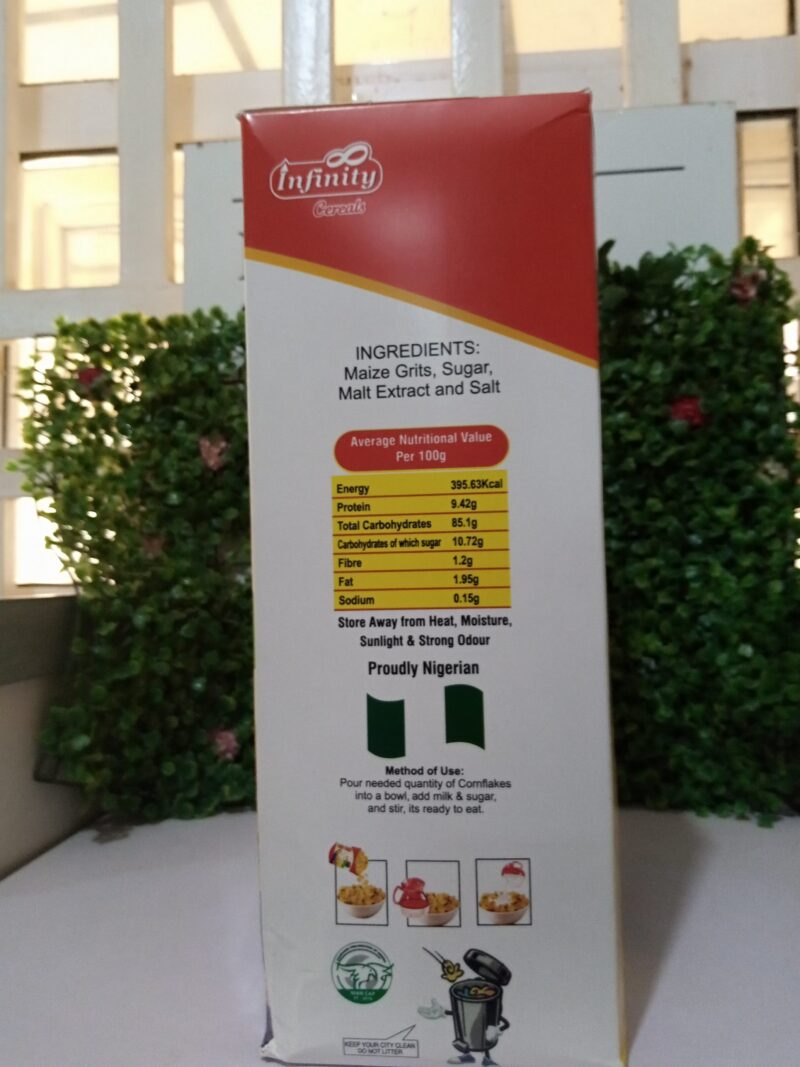 Infinity
Cereals
INGREDIENTS:
Maize Grits, Sugar,
Malt Extract and Salt
Average Nutritional Value
Per 100g
Energy 395.63Kcal
Protein 9.42g
Total Carbohydrates 85.1g
Carbohydrates of which sugar 10.72g
Fibre 1.2g
Fat 1.95g
Sodium 0.15g
Store Away from Heat, Moisture,
Sunlight & Strong Odour
Proudly Nigerian
Method of Use:
Pour needed quantity of Cornflakes
into a bowl, add milk & sugar,
and stir, its ready to eat.
KEEP YOUR CITY CLEAN
DO NOT LITTER